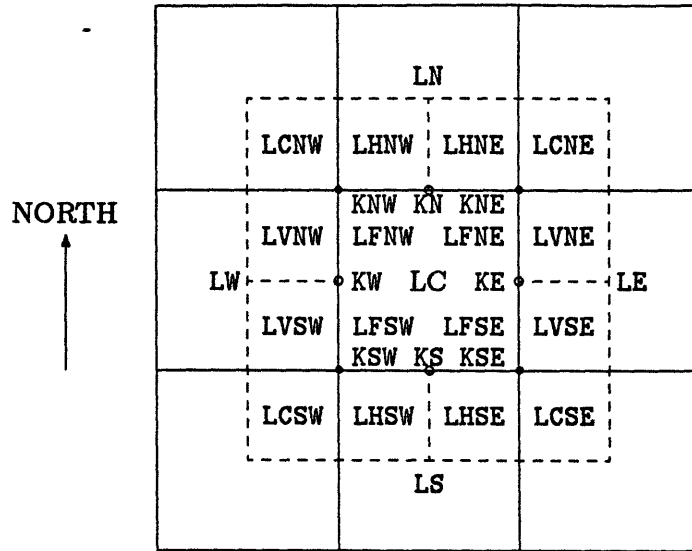 LN
LCNW LHNW LHNE LCNE
NORTH
KNW KN KNE
LVNW LFNW LFNE LVNE
LW KW LC KE LE
LVSW LFSW LFSE LVSE
KSW KS KSE
LCSW LHSW LHSE LCSE
LS